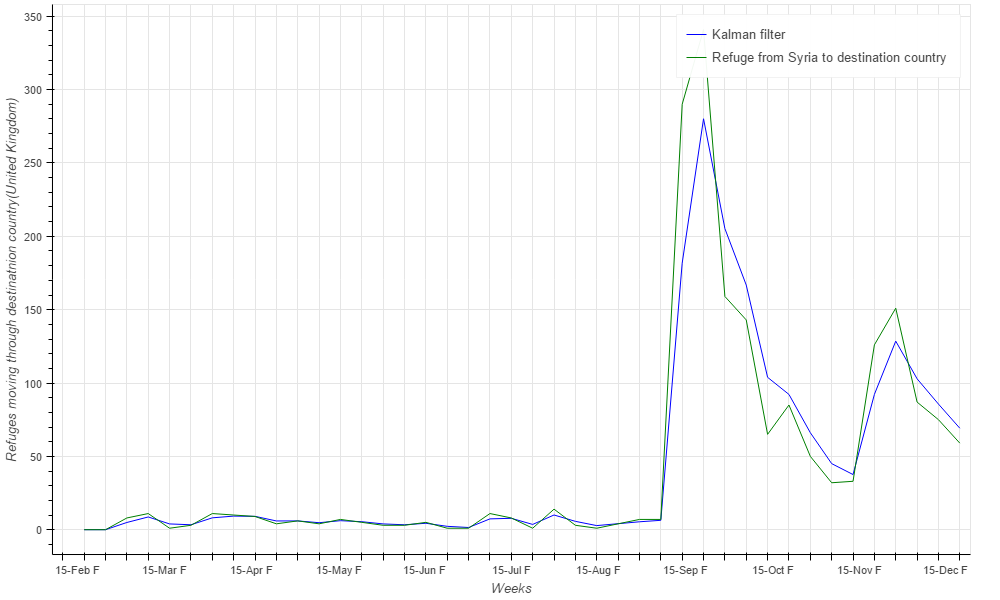 Kalman filter
Refuge from Syria to destination country
350
300
250
200
150
100
50
0
Refuges moving through destinatnion country(United Kingdom)
15-Feb F 15-Mar F 15-Apr F 15-May F 15-Jun F 15-Jul F 15-Aug F 15-Sep F 15-Oct F 15-Nov F 15-Dec F
Weeks